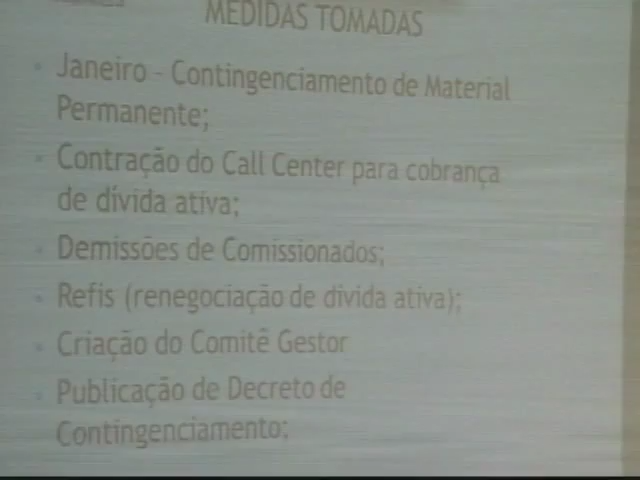 MEDIDAS TOMADAS
Janeiro - Contingenciamento de Material
Permanente;
Contração do Call Center para cobrança
de dívida ativa;
Demissões de Comissionados;
Refis (renegociação de divida ativa);
Criação do Comitê Gestor
Publicação de Decreto de
Contingenciamento;